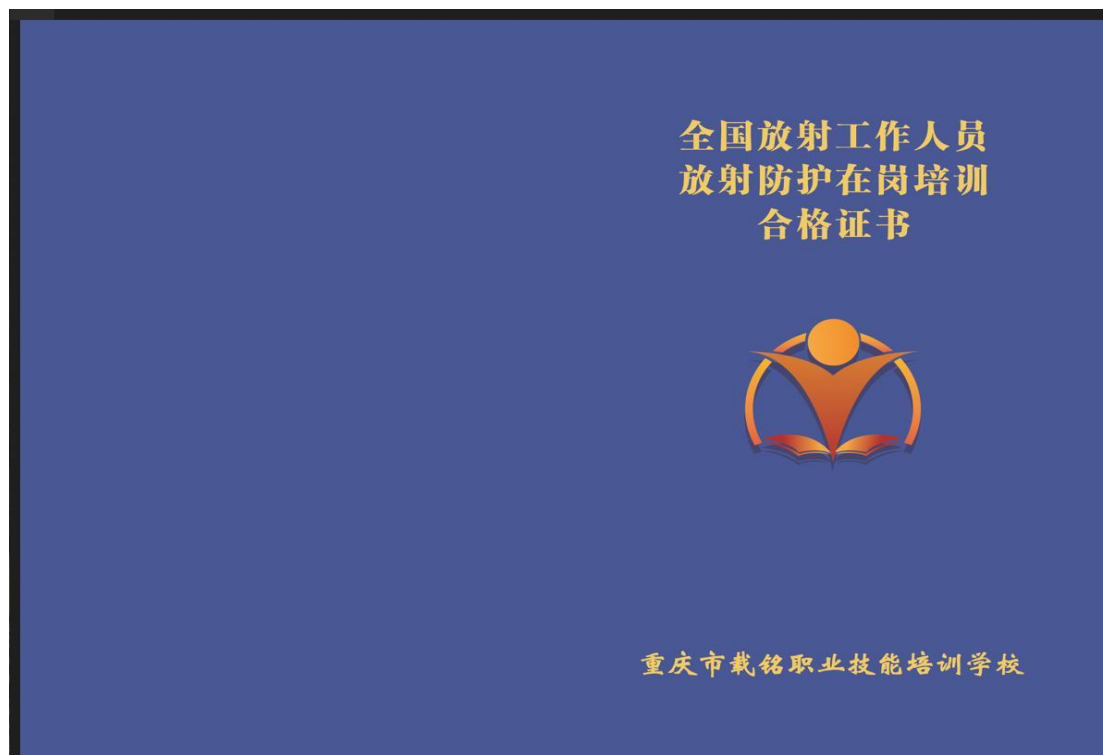 全国放射工作人员
放射防护在岗培训
合格证书
重庆市载铭职业技能培训学校